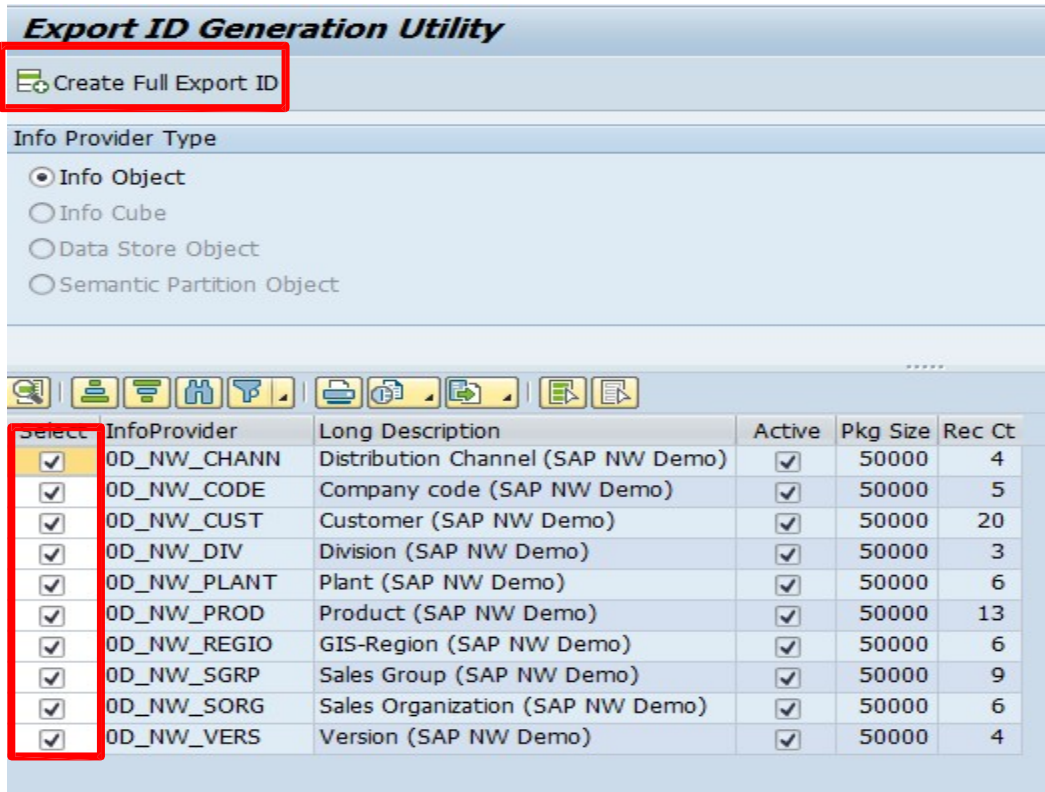 Export ID Generation Utility
Create Full Export ID
Info Provider Type
Info Object
Info Cube
Data Store Object
Semantic Partition Object
Select InfoProvider Long Description Active Pkg Size Rec Ct
0D_NW_CHANN Distribution Channel (SAP NW Demo) 50000 4
0D_NW_CODE Company code (SAP NW Demo) 50000 5
0D_NW_CUST Customer (SAP NW Demo) 50000 20
0D_NW_DIV Division (SAP NW Demo) 50000 3
0D_NW_PLANT Plant (SAP NW Demo) 50000 6
0D_NW_PROD Product (SAP NW Demo) 50000 13
0D_NW_REGIO GIS-Region (SAP NW Demo) 50000 6
0D_NW_SGRP Sales Group (SAP NW Demo) 50000 9
0D_NW_SORG Sales Organization (SAP NW Demo) 50000 6
0D_NW_VERS Version (SAP NW Demo) 50000 4